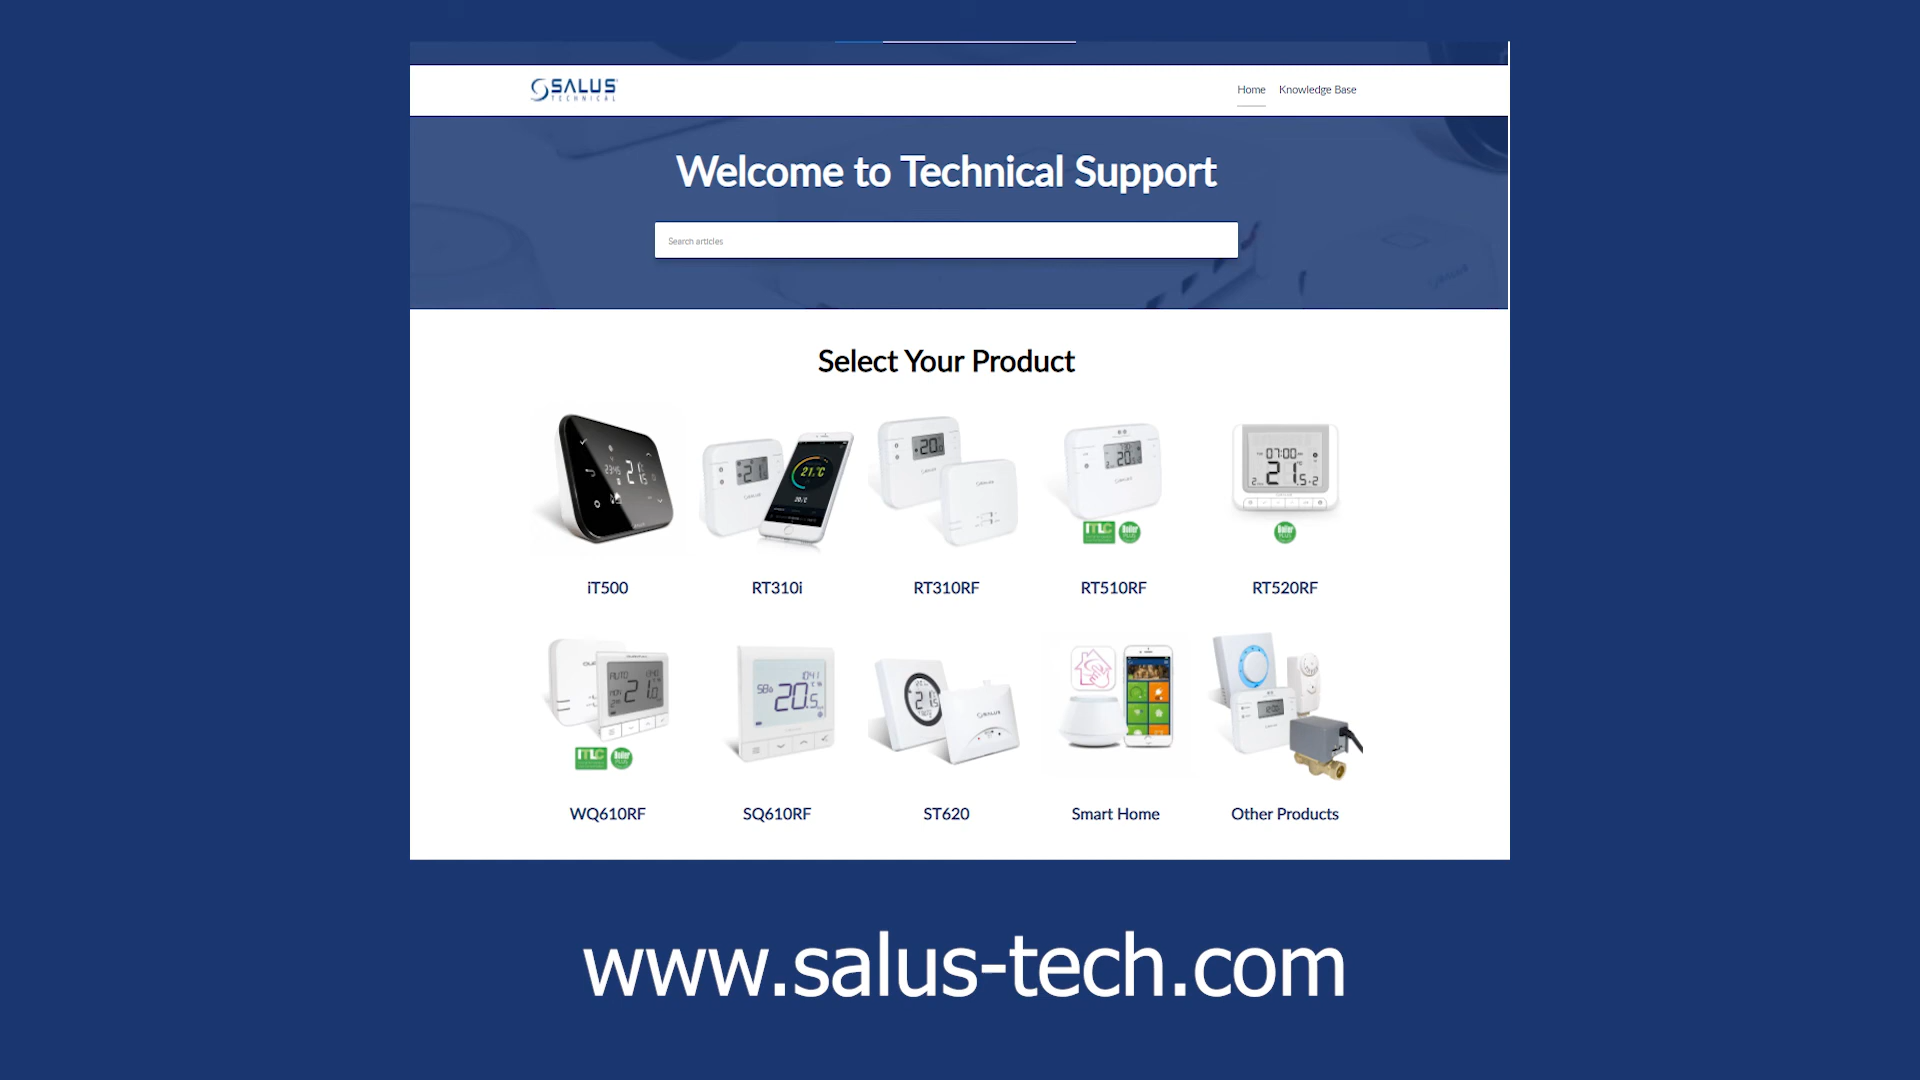 SALUS
TECHNICAL
Home Knowledge Base
Welcome to Technical Support
Search articles
Select Your Product
iT500 RT310i RT310RF RT510RF RT520RF
WQ610RF SQ610RF ST620 Smart Home Other Products
www.salus-tech.com